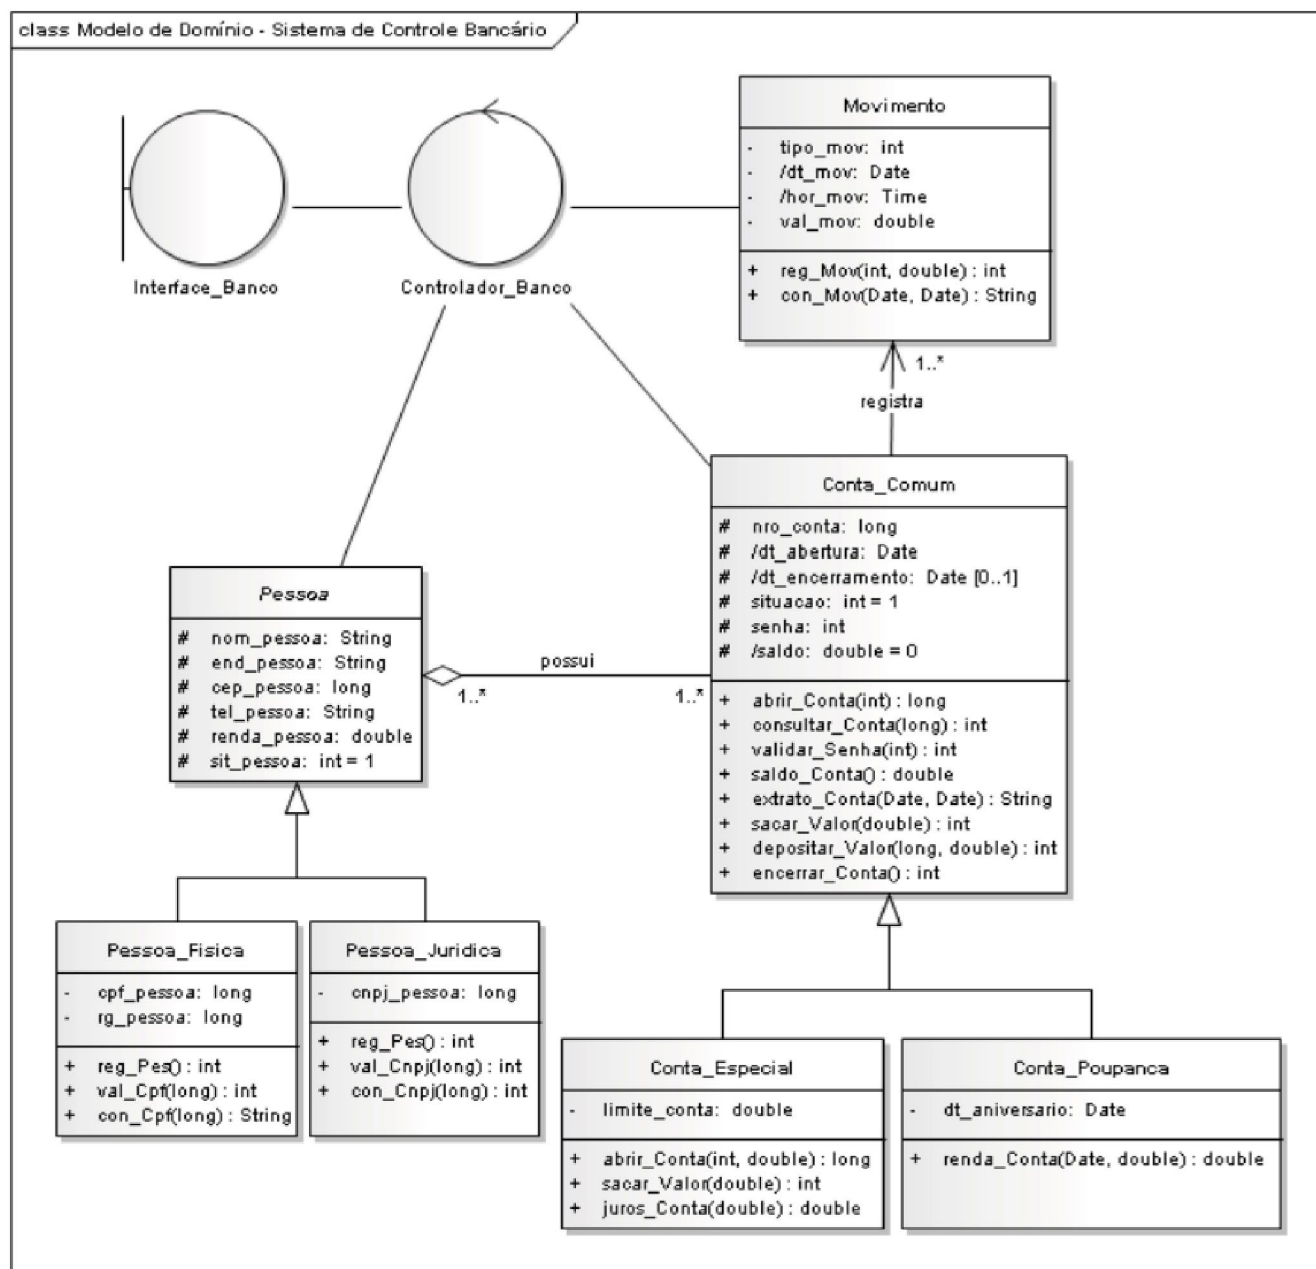 class Modelo de Domínio - Sistema de Controle Bancário
Interface_Banco
Controlador_Banco
Movimento
- tipo_mov: int
- /dt_mov: Date
- /hor_mov: Time
- val_mov: double
+ reg_Mov(int, double) : int
+ con_Mov(Date, Date) : String
1..*
registra
Conta_Comum
# nro_conta: long
# /dt_abertura: Date
# /dt_encerramento: Date [0..1]
# situacao: int = 1
# senha: int
# /saldo: double = 0
+ abrir_Conta(int) : long
+ consultar_Conta(long) : int
+ validar_Senha(int) : int
+ saldo_Conta() : double
+ extrato_Conta(Date, Date) : String
+ sacar_Valor(double) : int
+ depositar_Valor(long, double) : int
+ encerrar_Conta() : int
Pessoa
# nom_pessoa: String
# end_pessoa: String
# cep_pessoa: long
# tel_pessoa: String
# renda_pessoa: double
# sit_pessoa: int = 1
possui
1..*
1..*
Pessoa_Fisica
- cpf_pessoa: long
- rg_pessoa: long
+ reg_Pes() : int
+ val_Cpf(long) : int
+ con_Cpf(long) : String
Pessoa_Juridica
- cnpj_pessoa: long
+ reg_Pes() : int
+ val_Cnpj(long) : int
+ con_Cnpj(long) : int
Conta_Especial
- limite_conta: double
+ abrir_Conta(int, double) : long
+ sacar_Valor(double) : int
+ juros_Conta(double) : double
Conta_Poupanca
- dt_aniversario: Date
+ renda_Conta(Date, double) : double